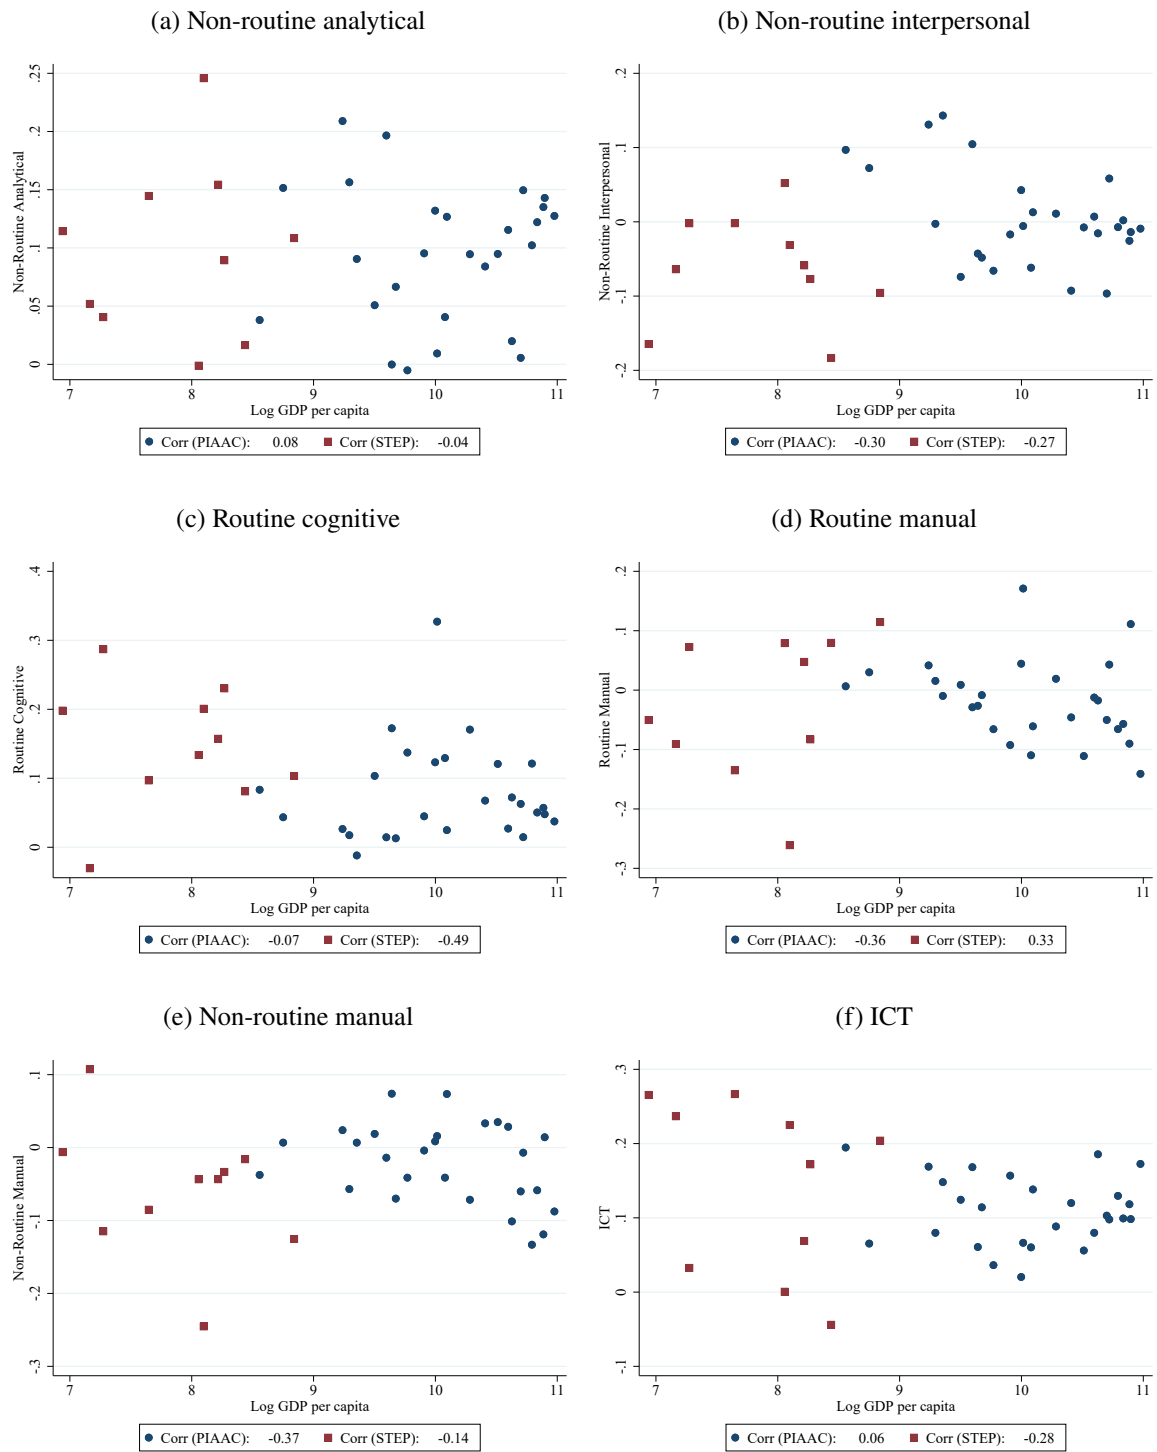 (a) Non-routine analytical
Non-Routine Analytical
.25
.2
.15
.1
.05
0
7 8 9 10 11
Log GDP per capita
Corr (PIAAC): 0.08 Corr (STEP): -0.04
(b) Non-routine interpersonal
Non-Routine Interpersonal
.2
.1
0
-.1
-.2
7 8 9 10 11
Log GDP per capita
Corr (PIAAC): -0.30 Corr (STEP): -0.27
(c) Routine cognitive
Routine Cognitive
.4
.3
.2
.1
0
7 8 9 10 11
Log GDP per capita
Corr (PIAAC): -0.07 Corr (STEP): -0.49
(d) Routine manual
Routine Manual
.2
.1
0
-.1
-.2
-.3
7 8 9 10 11
Log GDP per capita
Corr (PIAAC): -0.36 Corr (STEP): 0.33
(e) Non-routine manual
Non-Routine Manual
.1
0
-.1
-.2
-.3
7 8 9 10 11
Log GDP per capita
Corr (PIAAC): -0.37 Corr (STEP): -0.14
(f) ICT
ICT
0.3
0.2
0.1
0
-0.1
7 8 9 10 11
Log GDP per capita
Corr (PIAAC): 0.06 Corr (STEP): -0.28